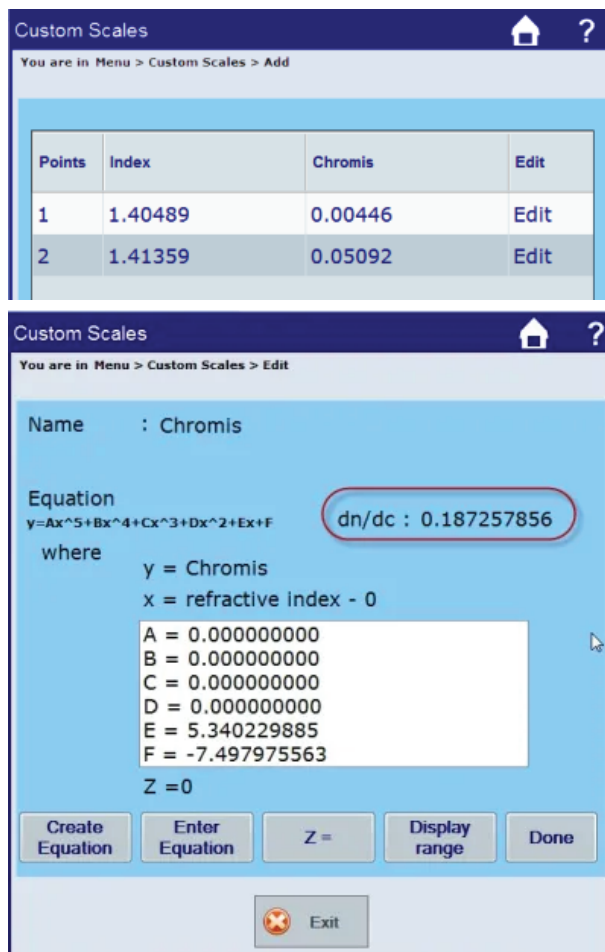 Custom Scales ?
You are in Menu > Custom Scales > Add
Points Index Chromis Edit
1 1.40489 0.00446 Edit
2 1.41359 0.05092 Edit
Custom Scales ?
You are in Menu > Custom Scales > Edit
Name : Chromis
Equation
y=Ax^5+Bx^4+Cx^3+Dx^2+Ex+F
dn/dc : 0.187257856
where
y = Chromis
x = refractive index - 0
A = 0.000000000
B = 0.000000000
C = 0.000000000
D = 0.000000000
E = 5.340229885
F = -7.497975563
Z =0
Create Equation
Enter Equation
Z =
Display range
Done
Exit